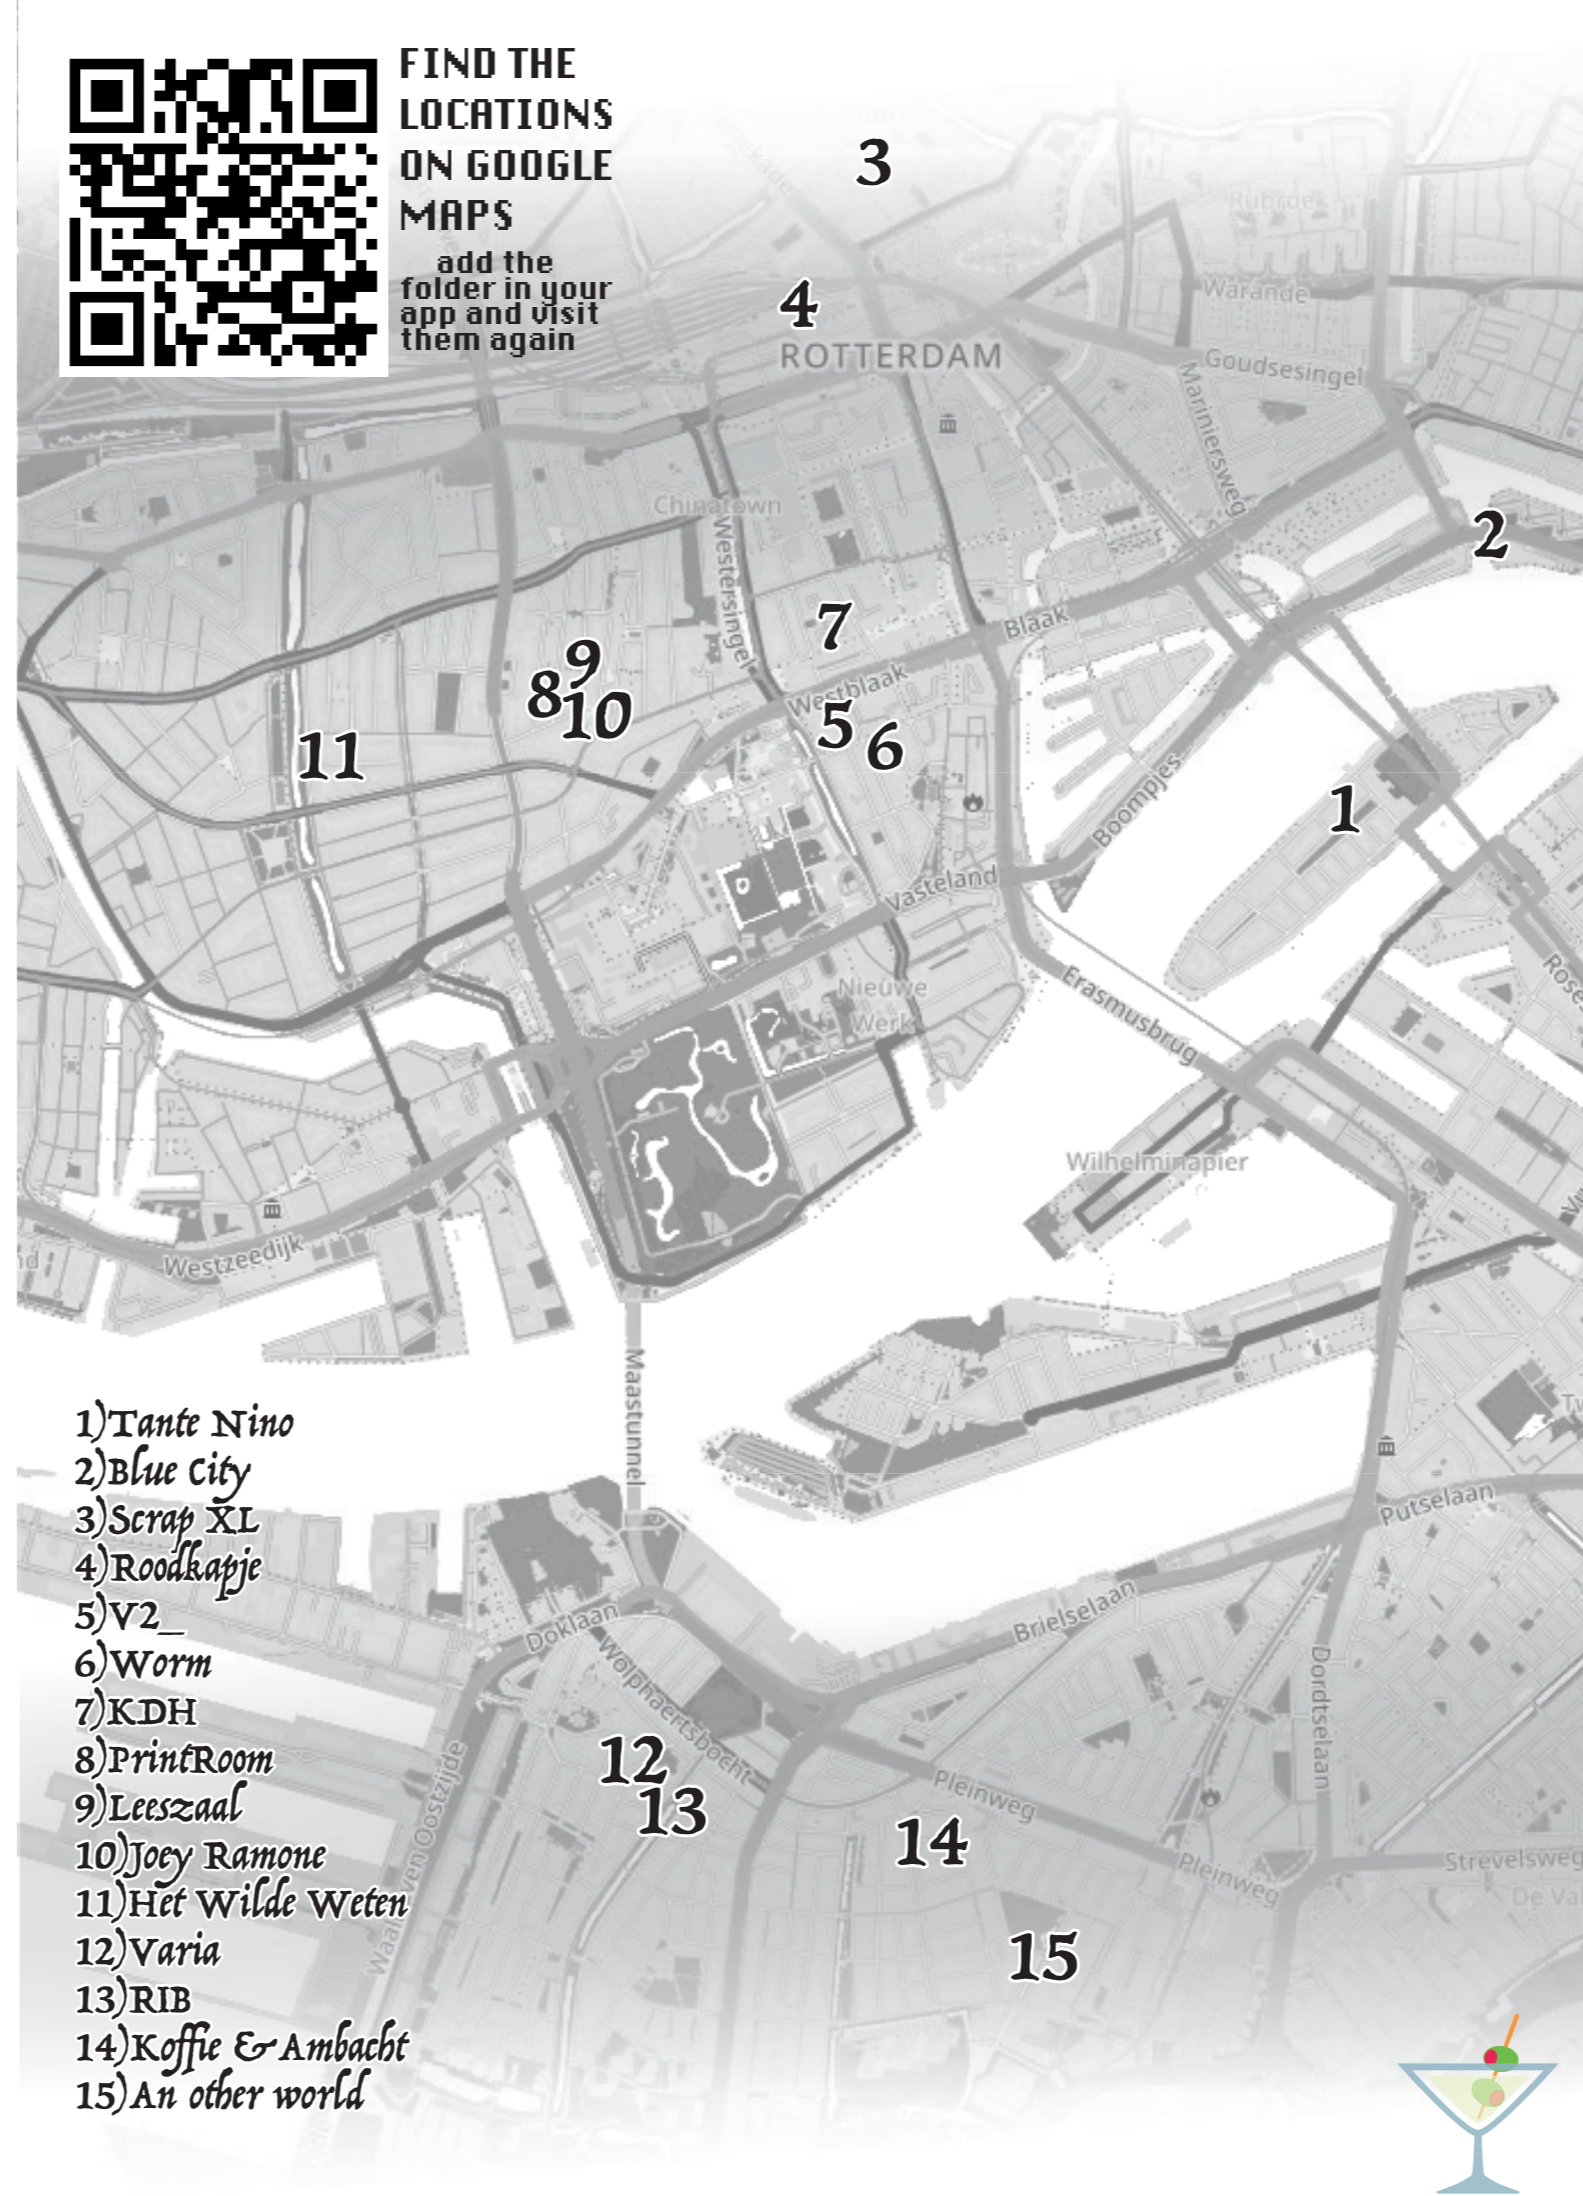 FIND THE
LOCATIONS
ON GOOGLE
MAPS
add the
folder in your
app and visit
them again
3
Rubroek
Warande
4
ROTTERDAM
Goudsesingel
Mariniersweg
Chinatown
Westersingel
2
7
Blaak
9
8
10
Westblaak
5
6
11
Boompjes
1
Vasteland
Nieuwe
Werk
Erasmusbrug
Rose
Wilhelminapier
Westzeedijk
nd
Maastunnel
1)Tante Nino
2)Blue City
3)Scrap XL
4)Roodkapje
5)V2_
6)Worm
7)KDH
8)PrintRoom
9)Leeszaal
10)Joey Ramone
11)Het Wilde Weten
12)Varia
13)RIB
14)Koffie & Ambacht
15)An other world
Putselaan
Brielselaan
Doklaan
Wolphaertsbocht
Dordtselaan
12
13
Pleinweg
14
Pleinweg
Strevelsweg
De Va
15